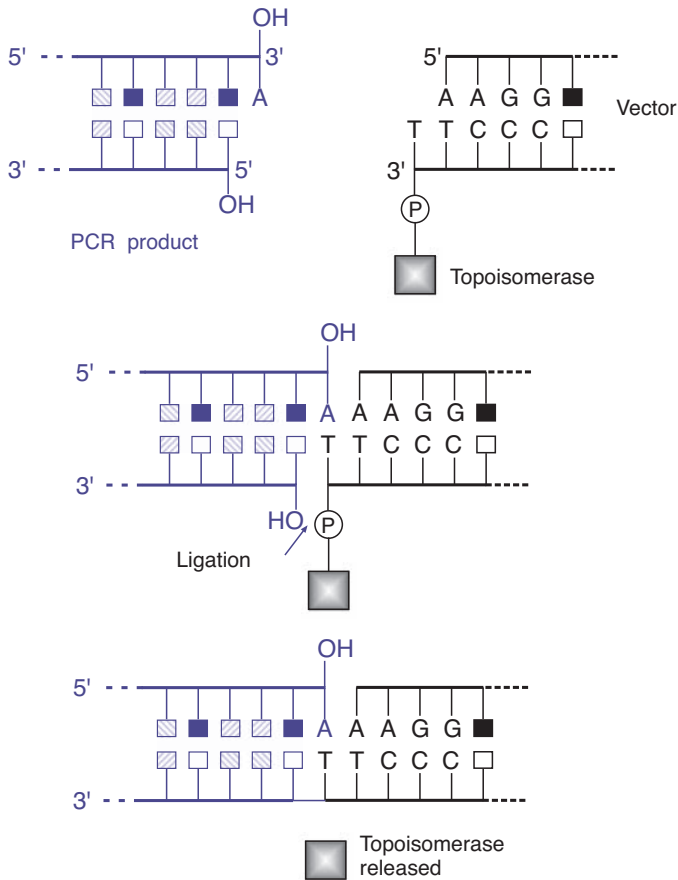 OH
5' 3' 5'
A A A G G Vector
T T C C C
3' 5' 3'
OH P
PCR product
Topoisomerase
OH
5'
A A A G G
T T C C C
3'
HO P
Ligation
OH
5'
A A A G G
T T C C C
3'
Topoisomerase
released